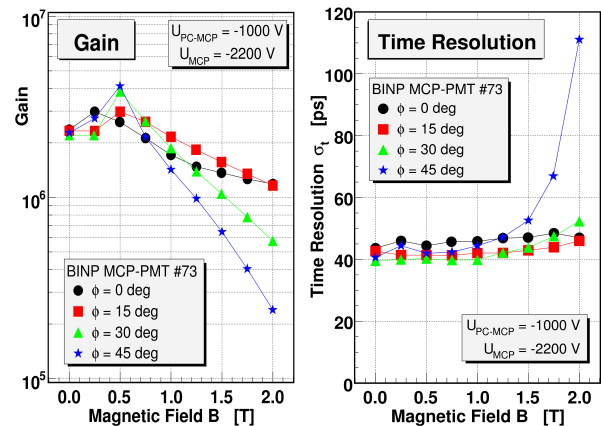 Gain
U_PC-MCP = -1000 V
U_MCP = -2200 V
Gain
10^7
10^6
10^5
BINP MCP-PMT #73
ϕ = 0 deg
ϕ = 15 deg
ϕ = 30 deg
ϕ = 45 deg
0.0 0.5 1.0 1.5 2.0
Magnetic Field B [T]
Time Resolution
BINP MCP-PMT #73
ϕ = 0 deg
ϕ = 15 deg
ϕ = 30 deg
ϕ = 45 deg
Time Resolution σ_t [ps]
120
100
80
60
40
20
0
U_PC-MCP = -1000 V
U_MCP = -2200 V
0.0 0.5 1.0 1.5 2.0
Magnetic Field B [T]